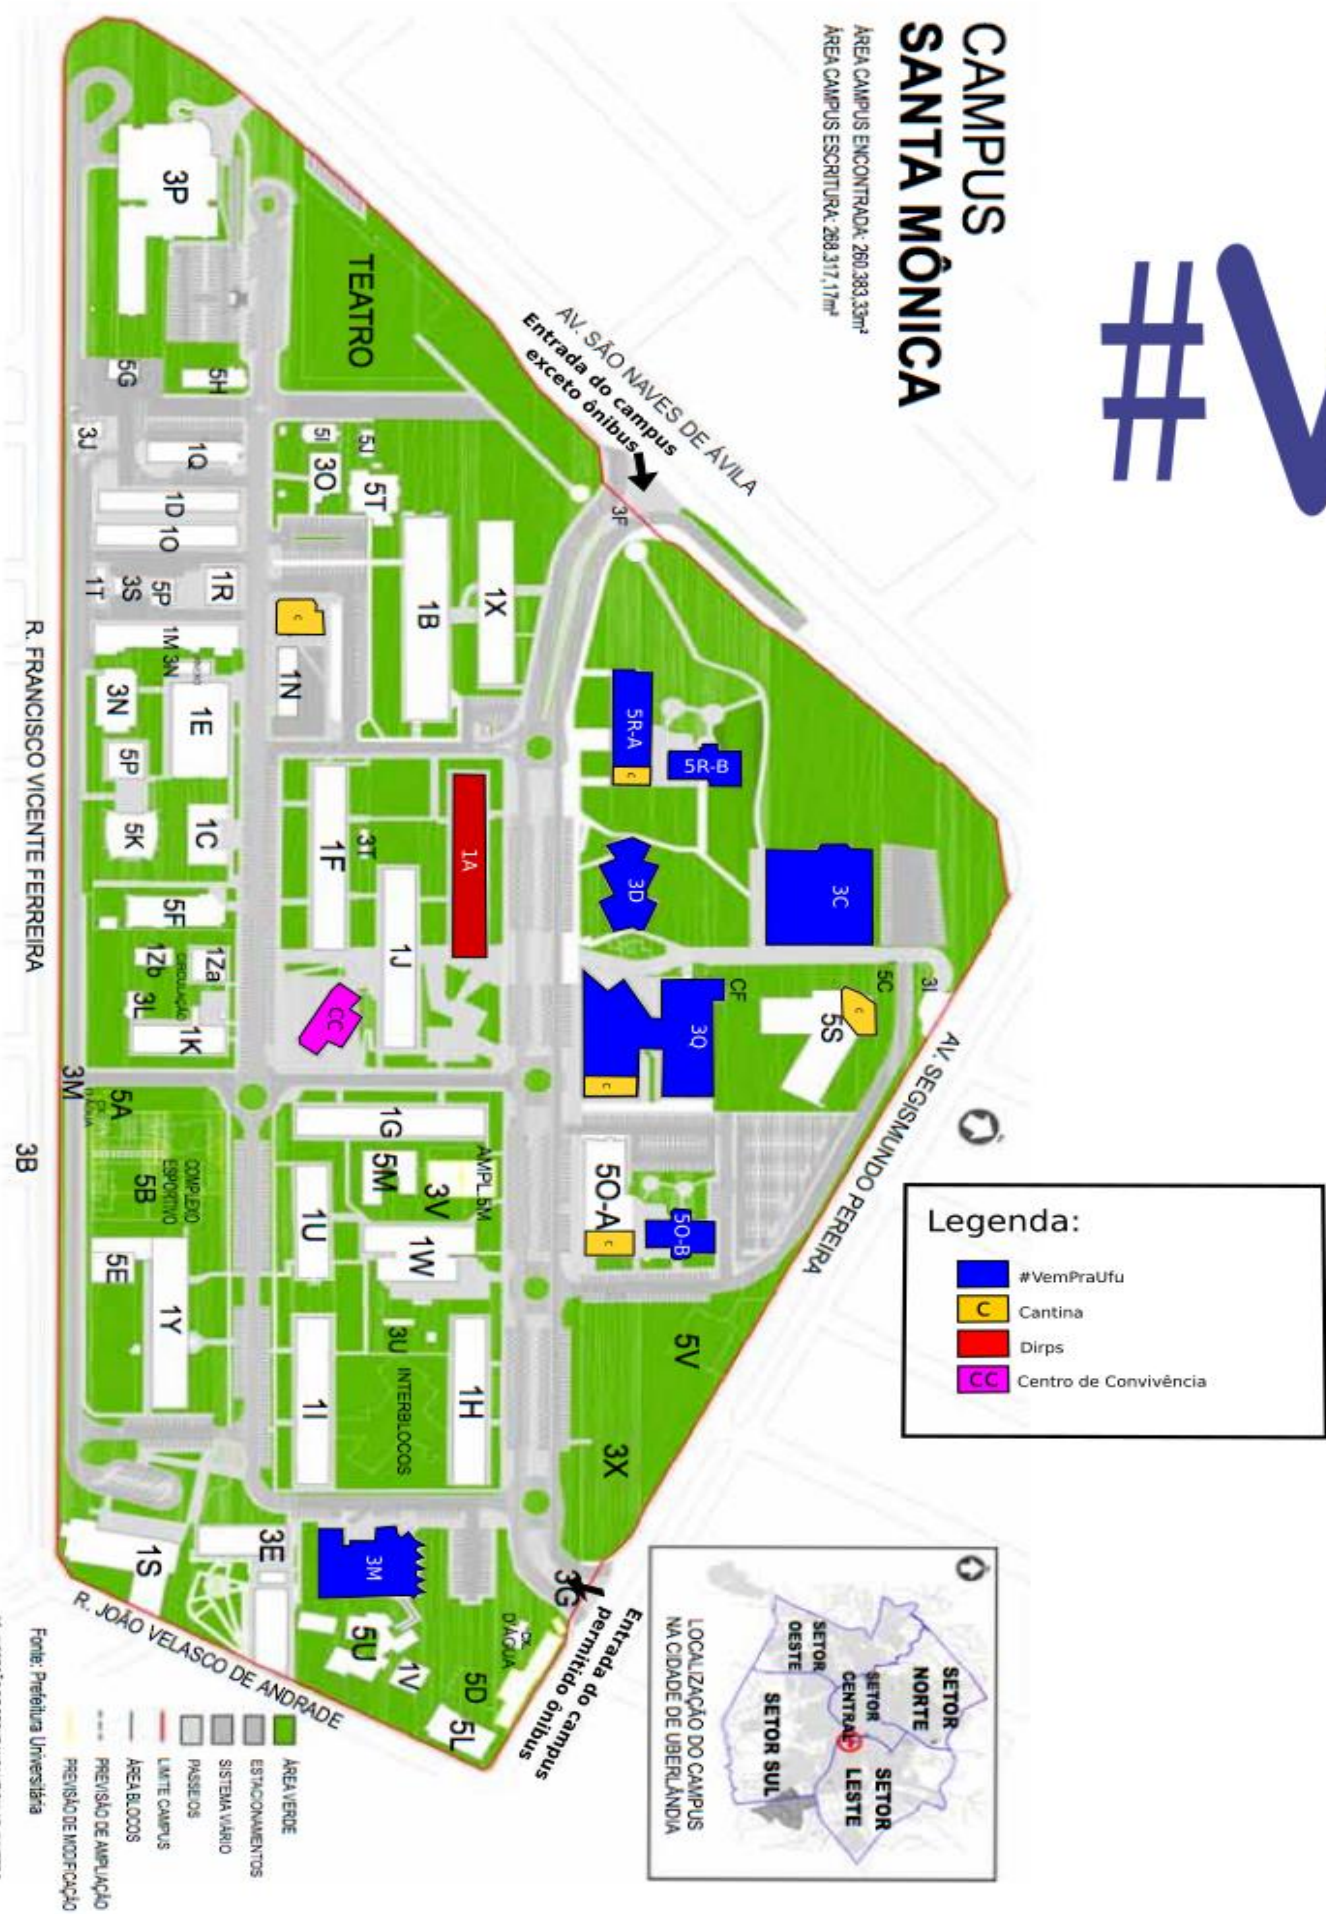 CAMPUS
SANTA MÔNICA
ÁREA CAMPUS ENCONTRADA: 260.383,33m²
ÁREA CAMPUS ESCRITURA: 268.317,17m²
#
AV. SÃO NAVES DE ÁVILA
Entrada do campus
exceto ônibus
3F
TEATRO
3P
5G
5H
3J
1Q
5I
5J
3O
5T
1D
1O
1X
1B
1T
3S
5P
1R
C
1M
3N
1N
3N
1E
5R-A
C
5R-B
5P
5K
1C
1F
3T
1A
3D
3C
1J
5F
1Zb
1Za
CIRCULAÇÃO
3L
1K
CC
CF
3Q
C
5C
3I
5S
C
AV. SEGISMUNDO PEREIRA
R. FRANCISCO VICENTE FERREIRA
3M
5A
3B
COMPLEXO
ESPORTIVO
5B
1G
5M
3V
AMPL.5M
5O-A
C
5O-B
1U
1W
5E
1Y
3U
INTERBLOCOS
1I
1H
5V
3X
1S
3E
3M
3G
Entrada do campus
permitido ônibus
CX.
D'ÁGUA
5U
1V
5D
5L
R. JOÃO VELASCO DE ANDRADE
Legenda:
#VemPraUfu
C Cantina
Dirps
CC Centro de Convivência
SETOR
NORTE
SETOR
OESTE
SETOR
CENTRAL
SETOR
LESTE
SETOR SUL
LOCALIZAÇÃO DO CAMPUS
NA CIDADE DE UBERLÂNDIA
ÁREA VERDE
ESTACIONAMENTOS
SISTEMA VIÁRIO
PASSEIOS
LIMITE CAMPUS
ÁREA BLOCOS
PREVISÃO DE AMPLIAÇÃO
PREVISÃO DE MODIFICAÇÃO
Fonte: Prefeitura Universitária